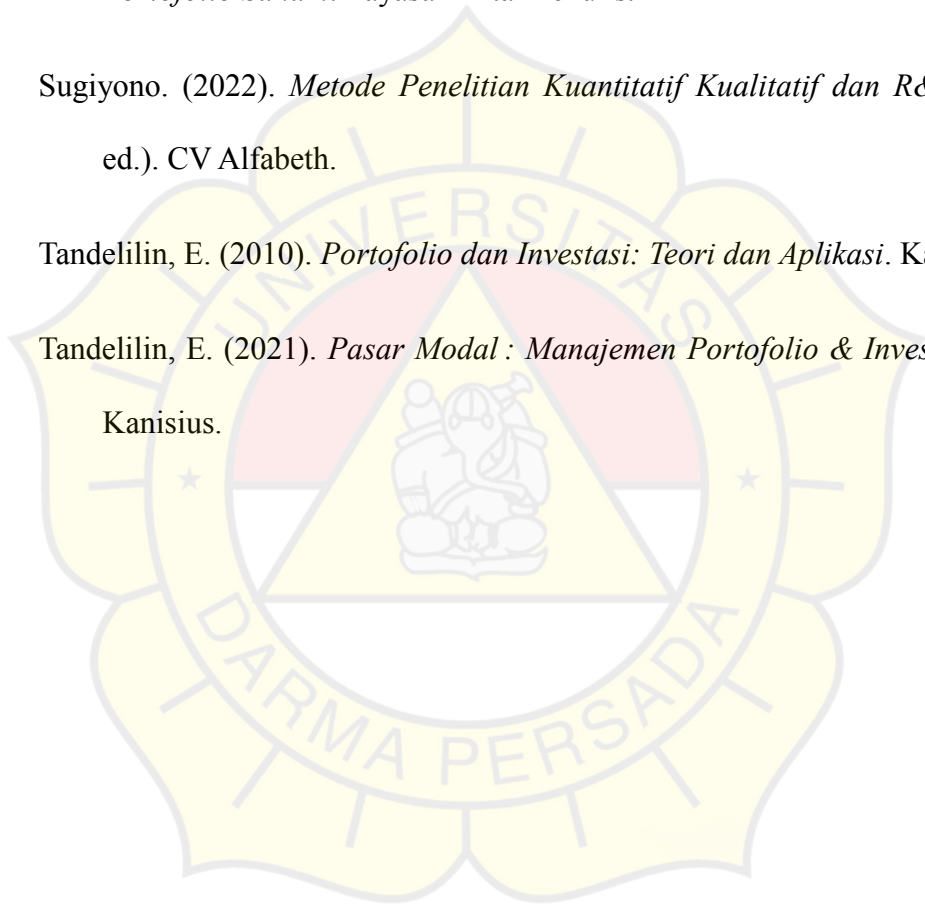 Sugiyono. (2022). Metode Penelitian Kuantitatif Kualitatif dan
ed.). CV Alfabeth.
Tandelilin, E. (2010). Portofolio dan Investasi: Teori dan Aplikasi.
Tandelilin, E. (2021). Pasar Modal : Manajemen Portofolio &
Kanisius.
UNIVERSITAS
DARMA PERSADA